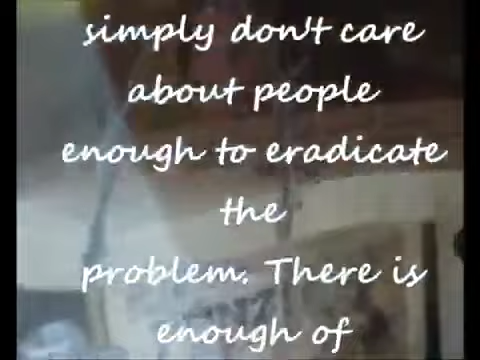 simply don't care
about people
enough to eradicate
the
problem. There is
enough of